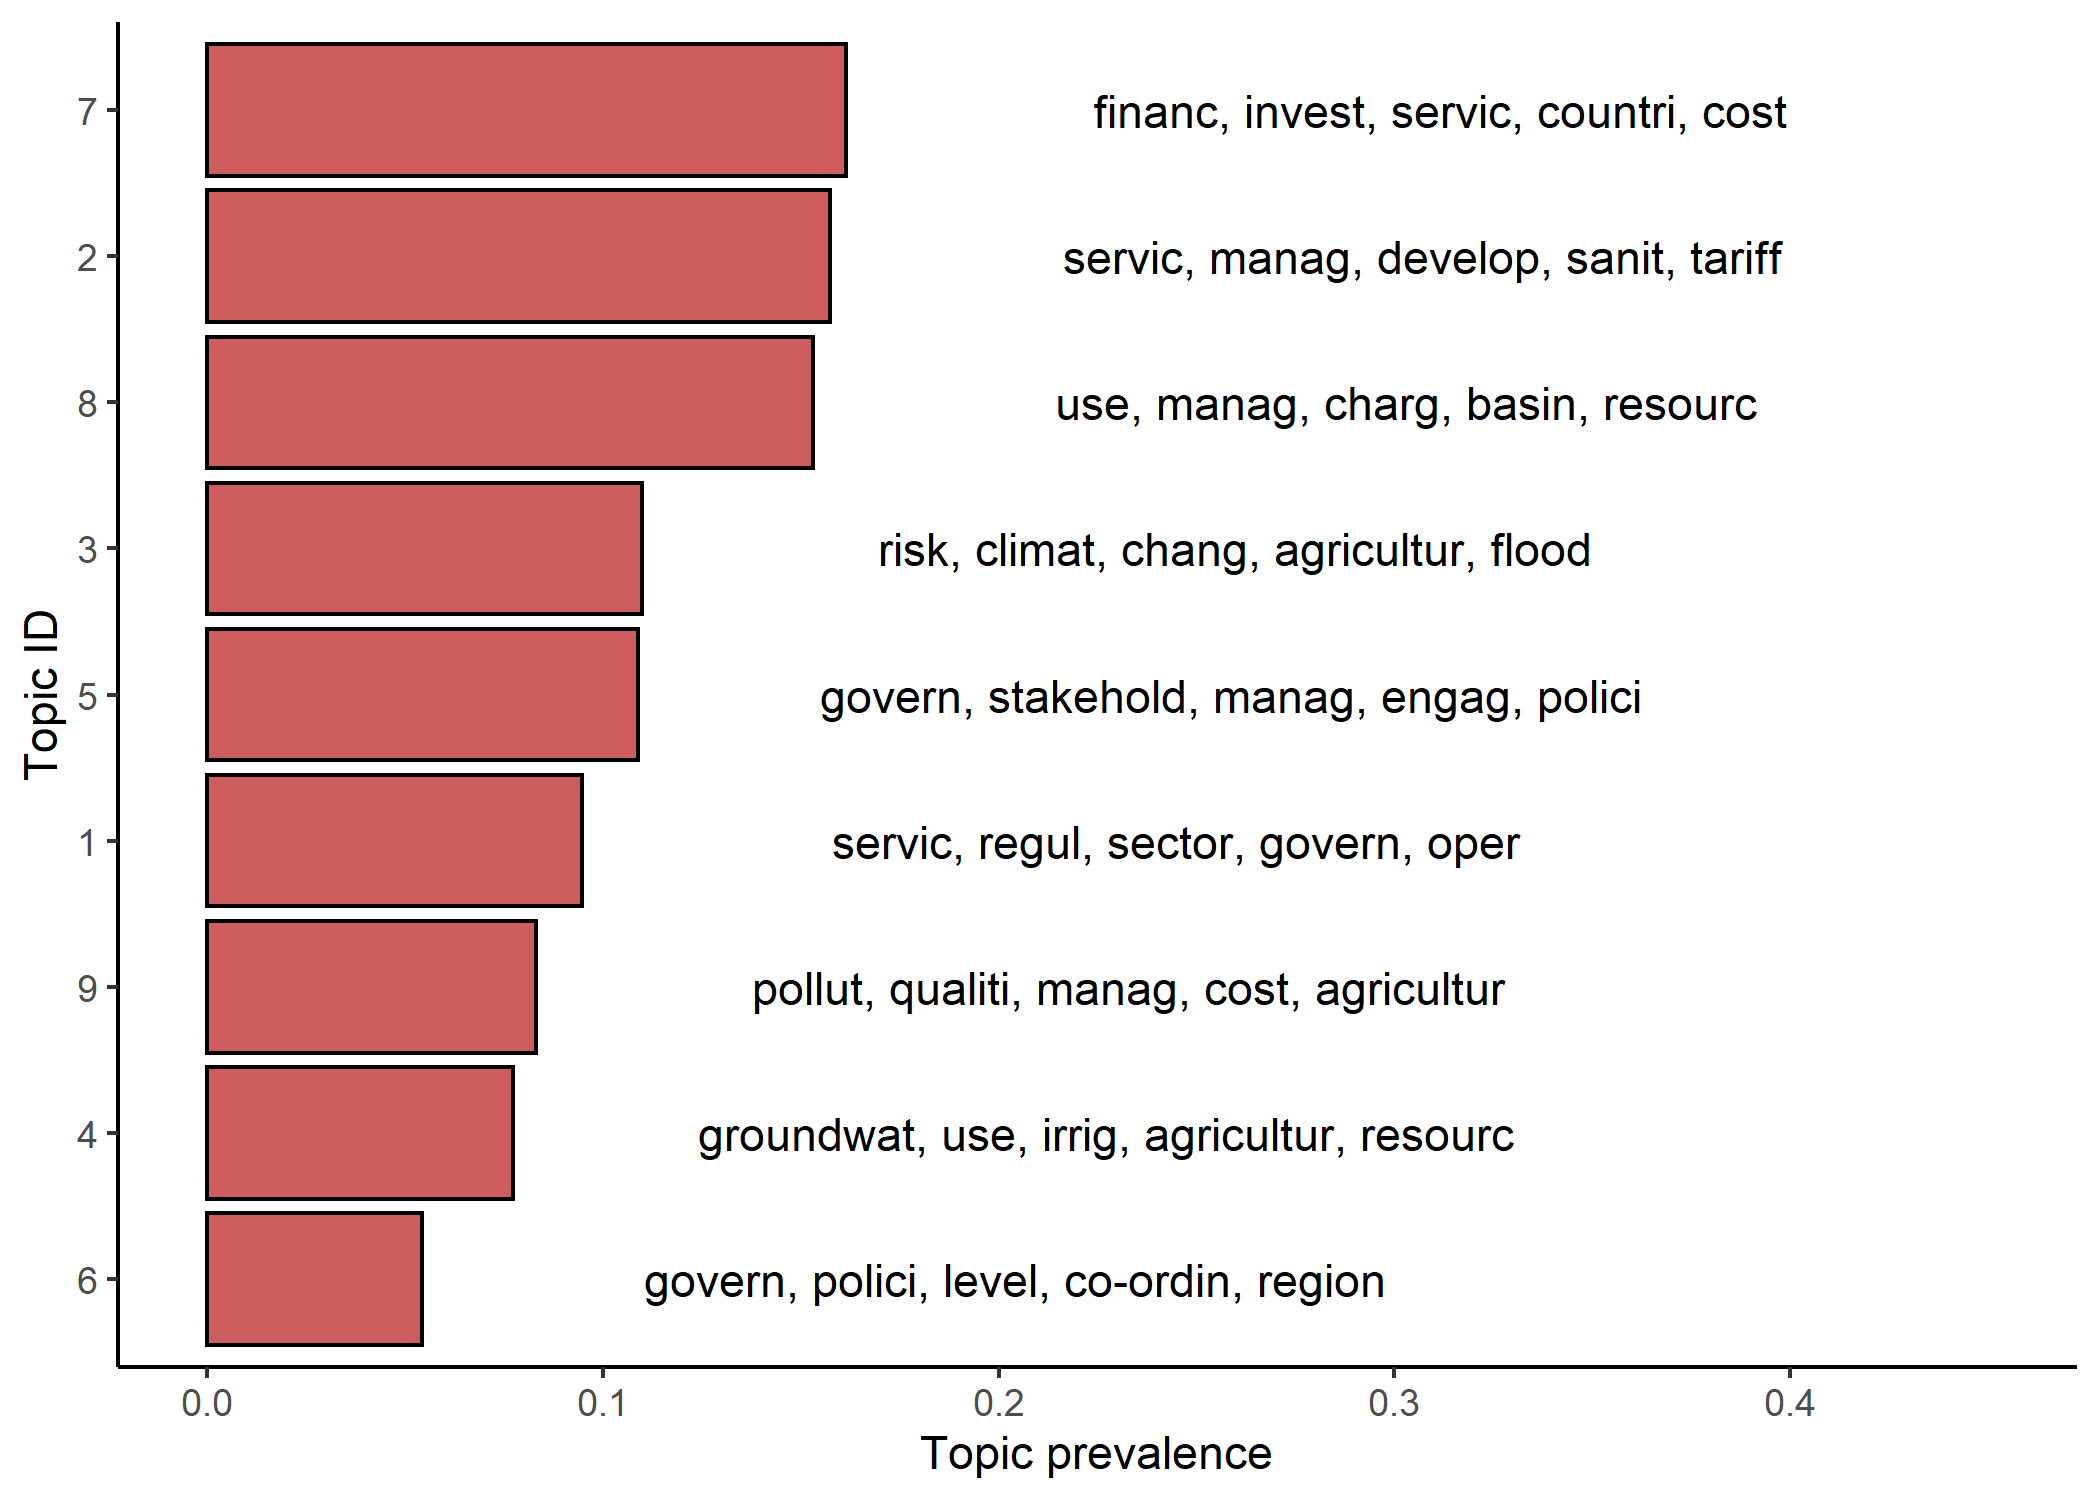 7 financ, invest, servic, countri, cost
2 servic, manag, develop, sanit, tariff
8 use, manag, charg, basin, resourc
3 risk, climat, chang, agricultur, flood
5 govern, stakehold, manag, engag, polici
1 servic, regul, sector, govern, oper
9 pollut, qualiti, manag, cost, agricultur
4 groundwat, use, irrig, agricultur, resourc
6 govern, polici, level, co-ordin, region
Topic ID
0.0 0.1 0.2 0.3 0.4
Topic prevalence